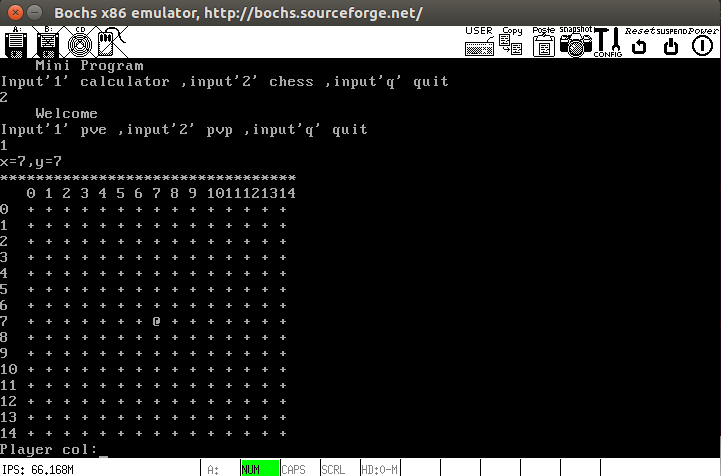 Bochs x86 emulator, http://bochs.sourceforge.net/
A: B: CD USER Copy Paste snapshot CONFIG Reset SUSPEND Power
Mini Program
Input'1' calculator ,input'2' chess ,input'q' quit
2
Welcome
Input'1' pve ,input'2' pvp ,input'q' quit
1
x=7,y=7
*********************************
0 1 2 3 4 5 6 7 8 9 1011121314
0 + + + + + + + + + + + + + + +
1 + + + + + + + + + + + + + + +
2 + + + + + + + + + + + + + + +
3 + + + + + + + + + + + + + + +
4 + + + + + + + + + + + + + + +
5 + + + + + + + + + + + + + + +
6 + + + + + + + + + + + + + + +
7 + + + + + + + @ + + + + + + +
8 + + + + + + + + + + + + + + +
9 + + + + + + + + + + + + + + +
10 + + + + + + + + + + + + + + +
11 + + + + + + + + + + + + + + +
12 + + + + + + + + + + + + + + +
13 + + + + + + + + + + + + + + +
14 + + + + + + + + + + + + + + +
Player col:_
IPS: 66.168M A: NUM CAPS SCRL HD:0-M